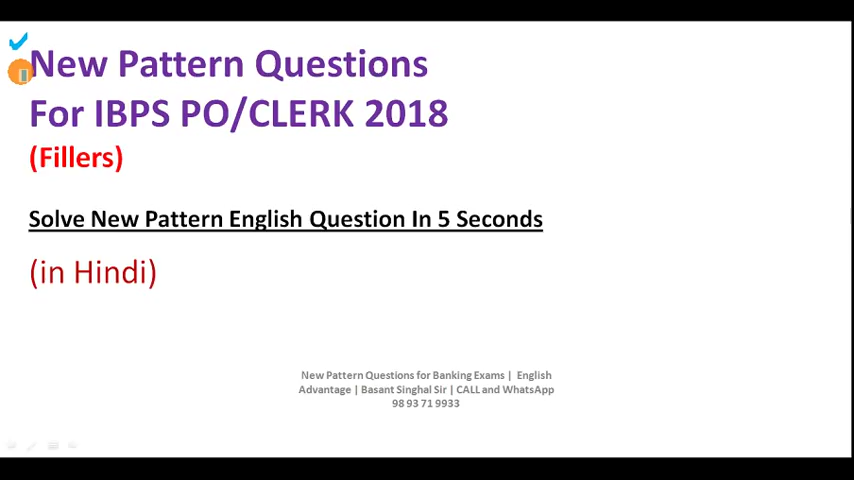 New Pattern Questions
For IBPS PO/CLERK 2018
(Fillers)
Solve New Pattern English Question In 5 Seconds
(in Hindi)
New Pattern Questions for Banking Exams | English
Advantage | Basant Singhal Sir | CALL and WhatsApp
98 93 71 9933